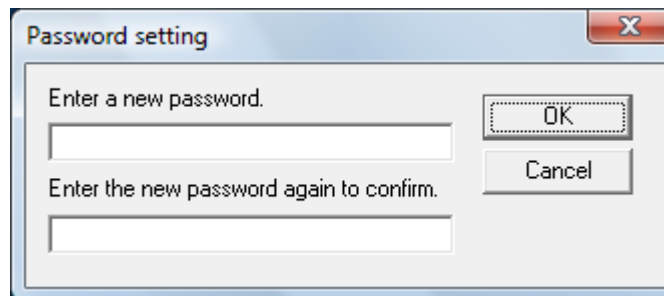 Password setting
Enter a new password.
OK
Cancel
Enter the new password again to confirm.